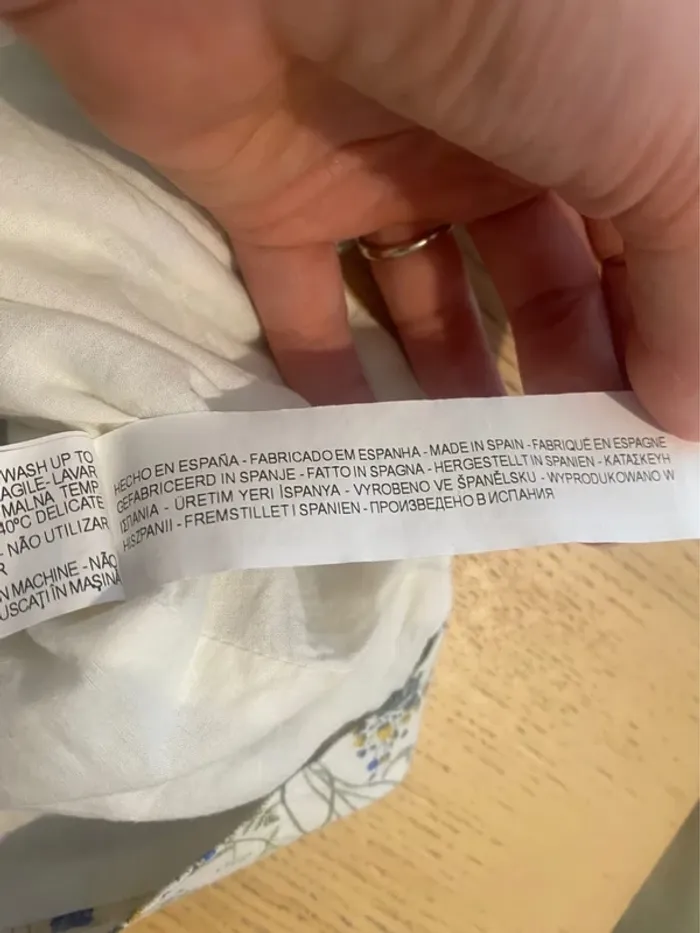 WASH UP TO
AGILE- LAVAR
MALNA TEMP
40°C DELICATE
- NÃO UTILIZAR
R
N MACHINE - NÃO
USCAȚI ÎN MAȘINA
HECHO EN ESPAÑA - FABRICADO EM ESPANHA - MADE IN SPAIN - FABRIQUÉ EN ESPAGNE
GEFABRICEERD IN SPANJE - FATTO IN SPAGNA - HERGESTELLT IN SPANIEN - ΚΑΤΑΣΚΕΥΗ
ΙΣΠΑΝΙΑ - ÜRETIM YERI İSPANYA - VYROBENO VE ŠPANĚLSKU - WYPRODUKOWANO W
HISZPANII - FREMSTILLET I SPANIEN - ПРОИЗВЕДЕНО В ИСПАНИЯ